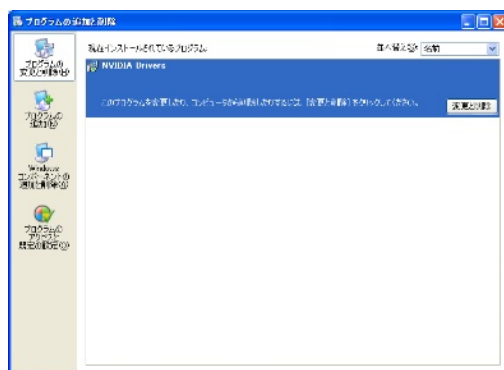 プログラムの追加と削除
現在インストールされているプログラム:
並べ替え(S): 名前
プログラムの
変更と削除(H)
NVIDIA Drivers
このプログラムを変更したり、コンピュータから削除したりするには、[変更と削除] をクリックしてください。
変更と削除
プログラムの
追加(N)
Windows
コンポーネントの
追加と削除(A)
プログラムの
アクセスと
既定の設定(O)